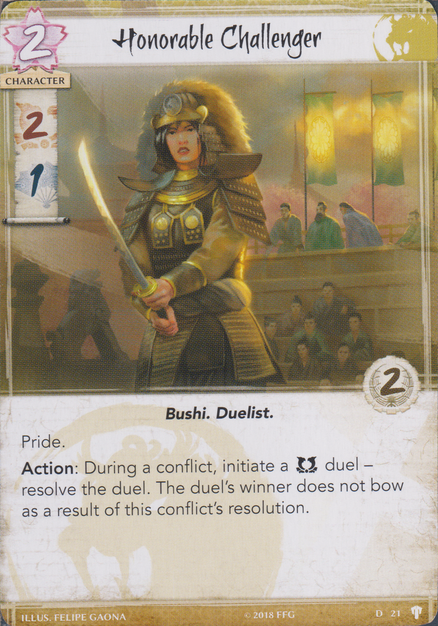 2
Honorable Challenger
CHARACTER
2
1
2
Bushi. Duelist.
Pride.
Action: During a conflict, initiate a duel –
resolve the duel. The duel's winner does not bow
as a result of this conflict's resolution.
ILLUS. FELIPE GAONA © 2018 FFG D 21